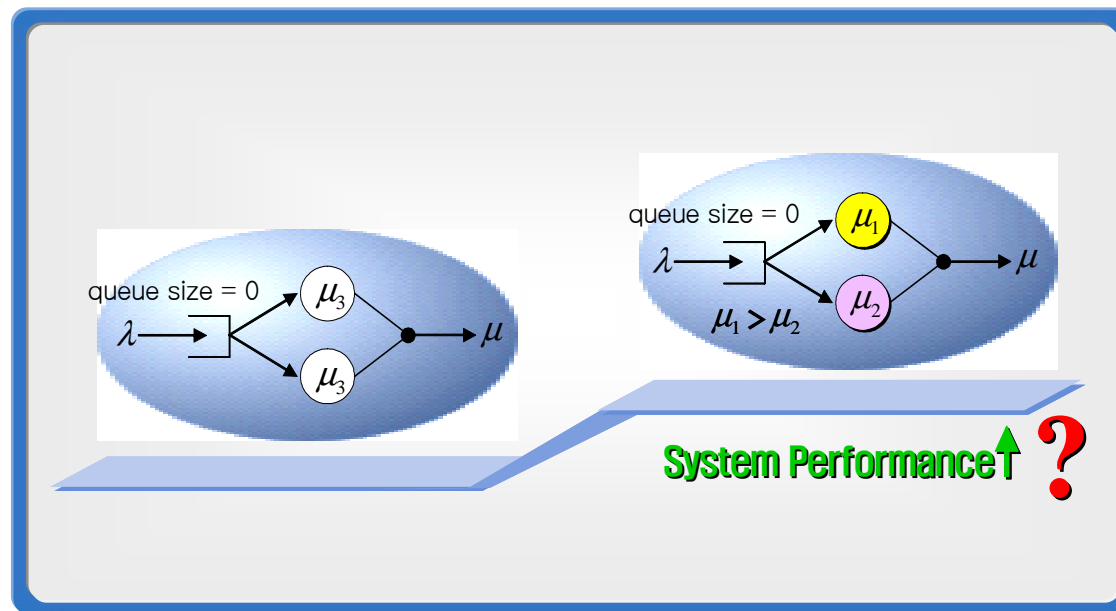 queue size = 0
λ
μ₃
μ₃
μ
queue size = 0
λ
μ₁
μ₂
μ
μ₁ > μ₂
System Performance↑ ?